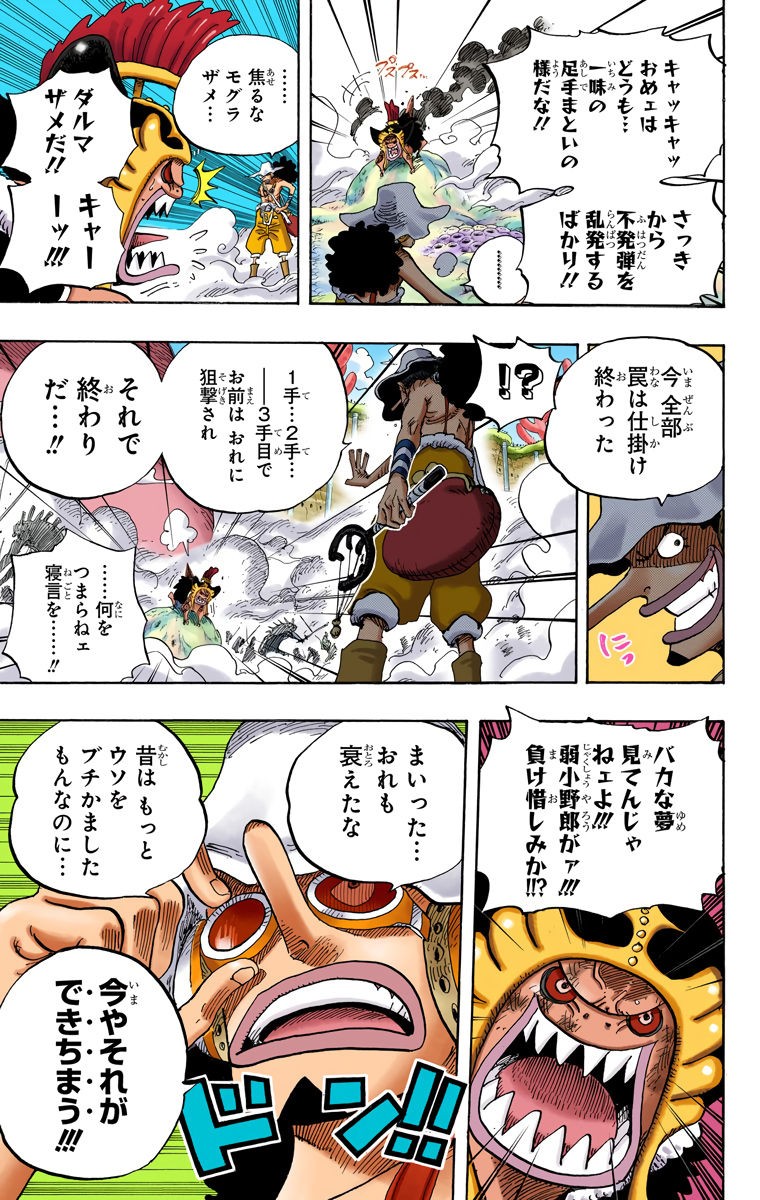 キャッキャッ
おめェは
どうも…
一味の
足手まといの
様だな!!
さっき
から
不発弾を
乱発する
ばかり!!
プスプス…
…………
……
焦るな
モグラ
ザメ…
ダルマ
ザメだ!!
キャー
ーッ!!!
今 全部
罠は仕掛け
終わった
にっ
!?
1手…2手…
──3手目で
お前は おれに
狙撃され
それで
終わり
だ…!!
……何を
つまらねェ
寝言を……!!
バカな夢
見てんじゃ
ねェよ!!!
弱小野郎がァ!!!
負け惜しみか!!?
まいった…
おれも
衰えたな
昔は もっと
ウソを
ブチかました
もんなのに…
今やそれが
できちまう!!!
ドン!!